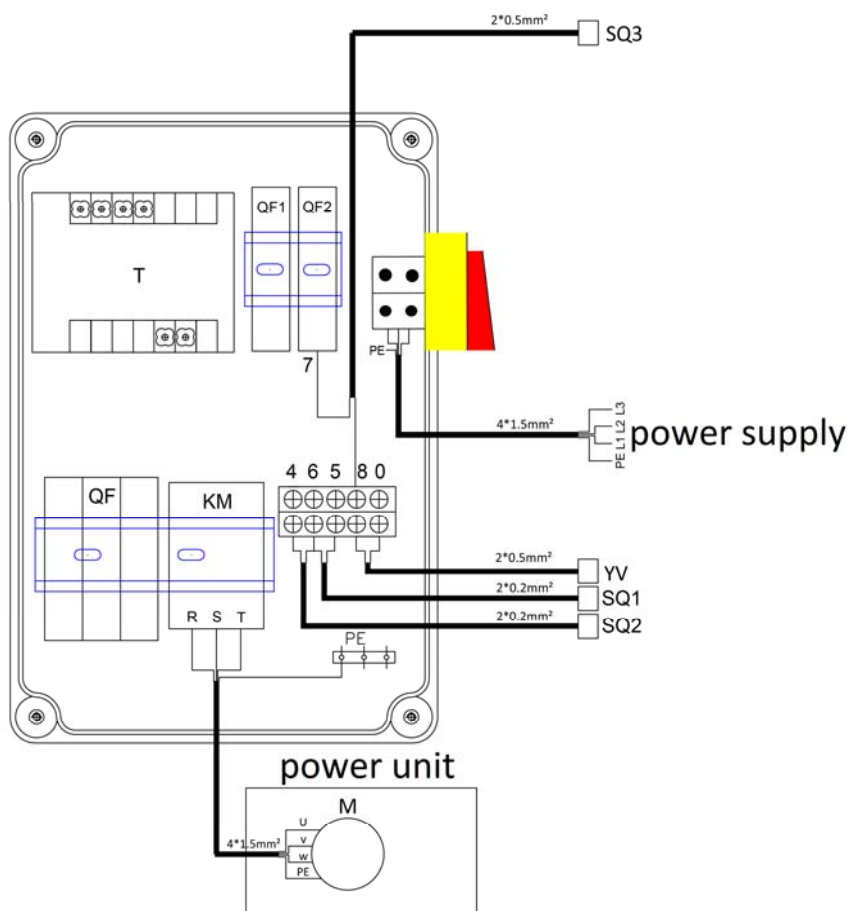 2*0.5mm²
SQ3
QF1
QF2
T
7
PE
4*1.5mm²
L3
L2
L1
PE
power supply
4 6 5 8 0
QF
KM
2*0.5mm²
YV
2*0.2mm²
SQ1
2*0.2mm²
SQ2
R S T
PE
power unit
M
U
V
W
PE
4*1.5mm²